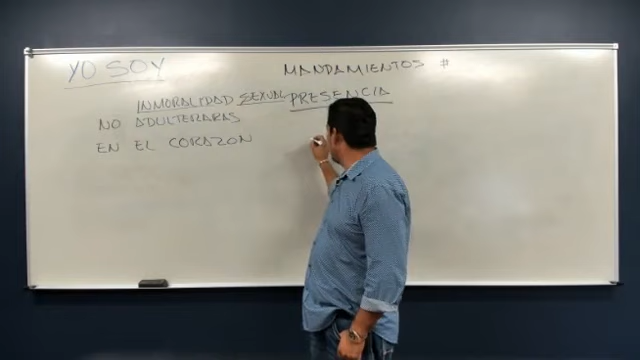 YO SOY
MANDAMIENTOS #
INMORALIDAD SEXUAL PRESENCIA
NO ADULTERARAS
EN EL CORAZON